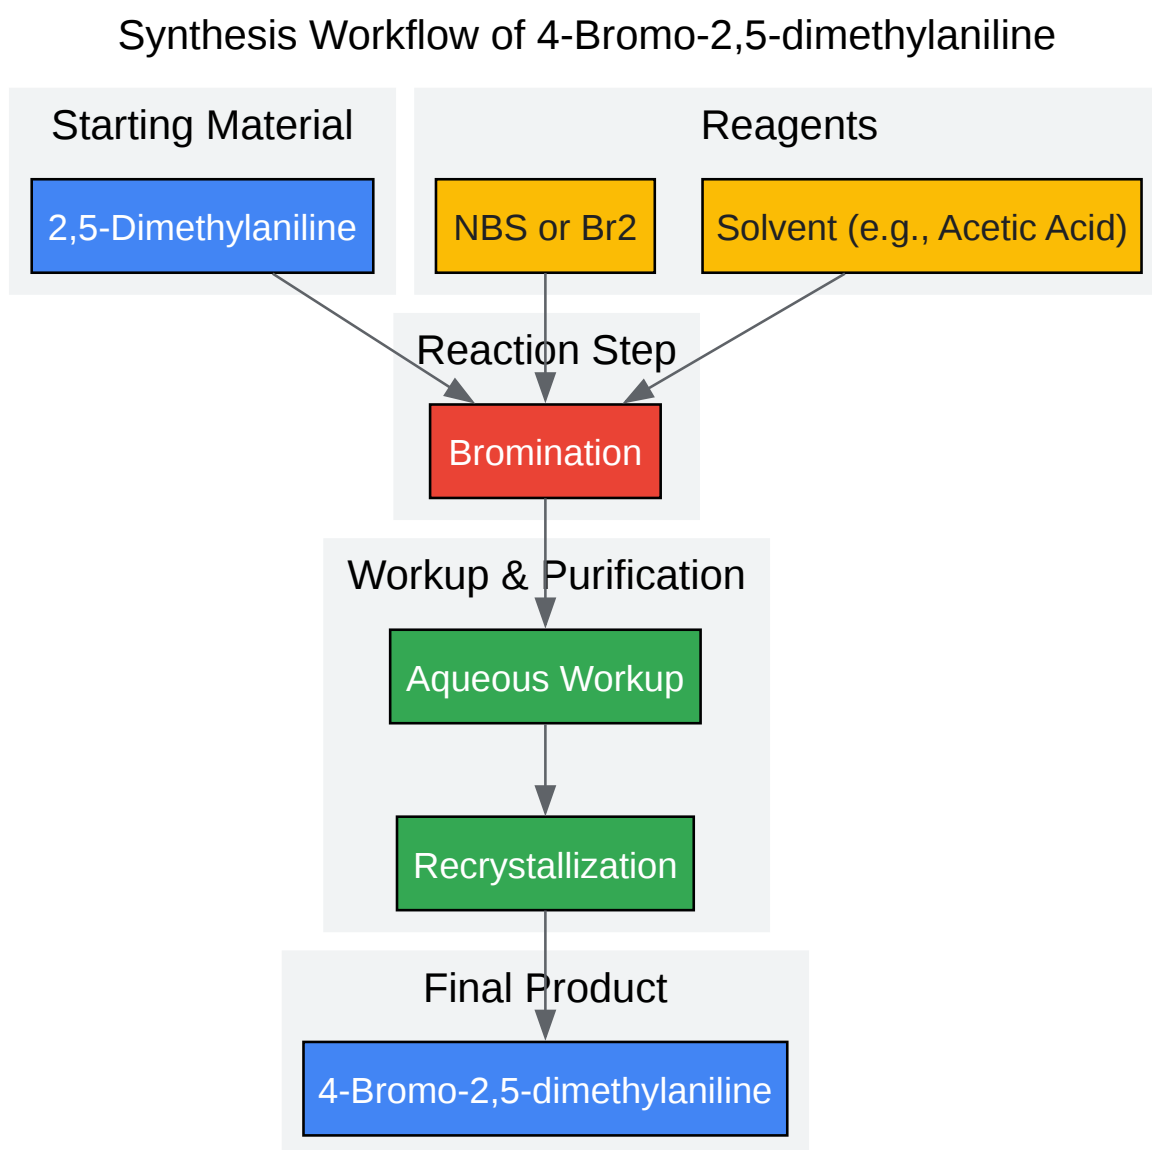 Synthesis Workflow of 4-Bromo-2,5-dimethylaniline
Starting Material
Reagents
2,5-Dimethylaniline
NBS or Br2
Solvent (e.g., Acetic Acid)
Reaction Step
Bromination
Workup & Purification
Aqueous Workup
Recrystallization
Final Product
4-Bromo-2,5-dimethylaniline